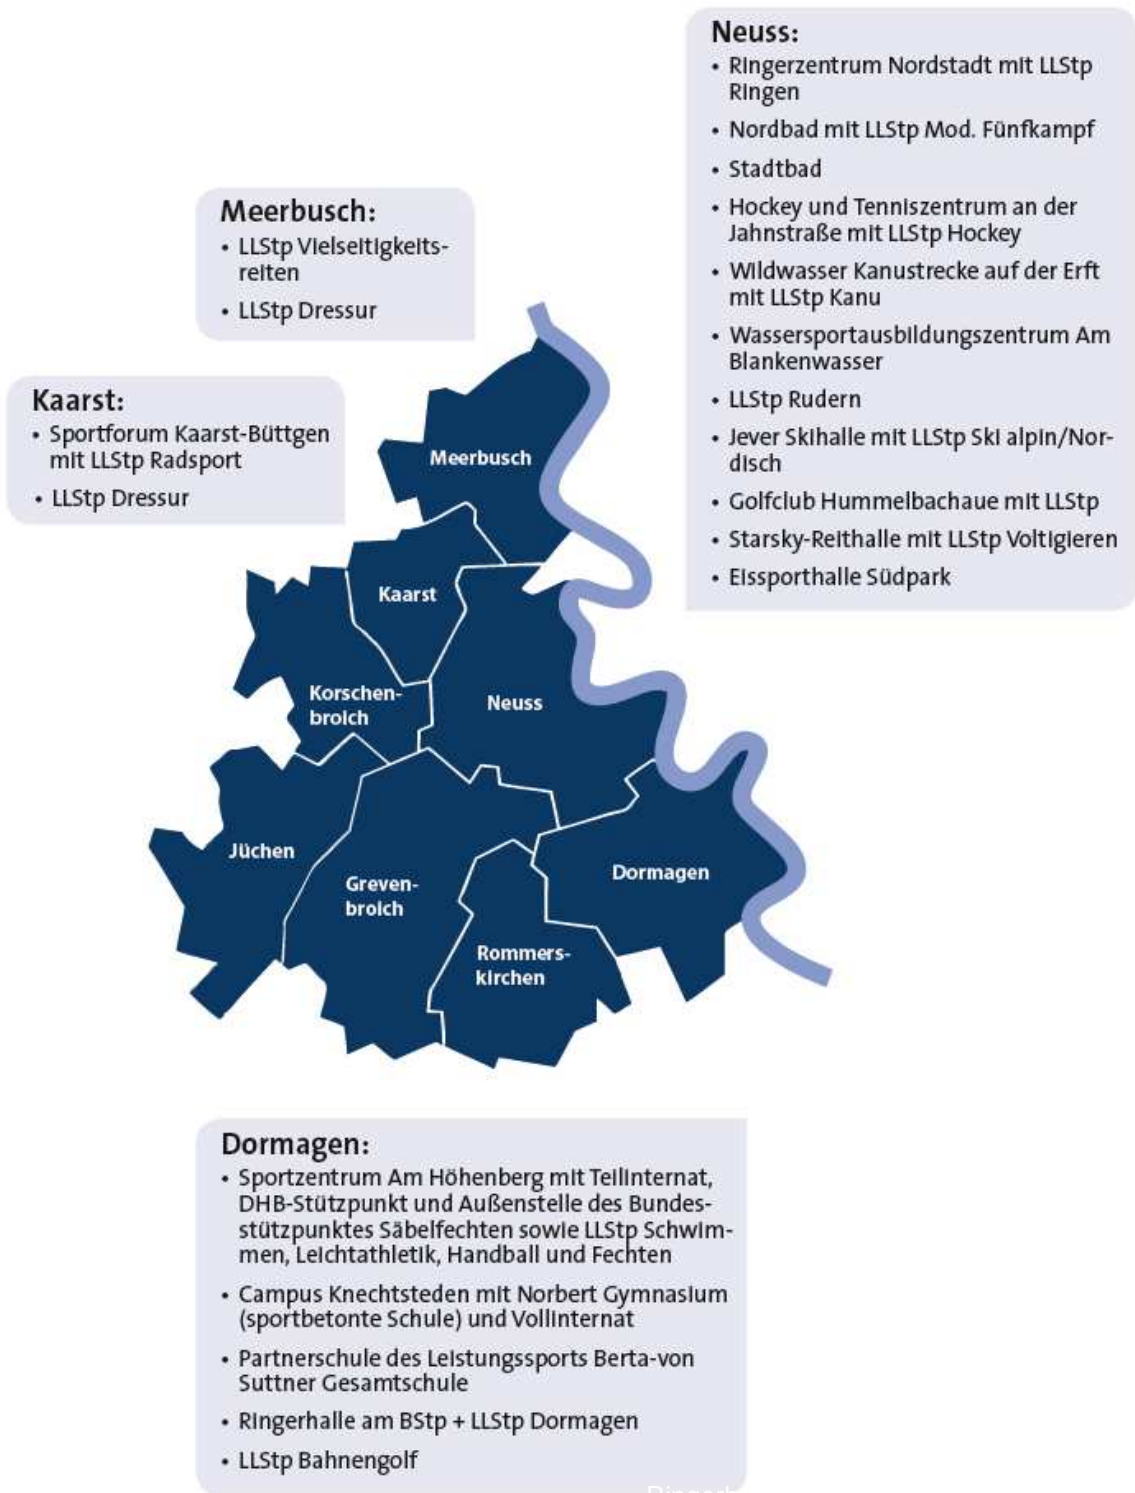 Neuss:
• Ringerzentrum Nordstadt mit LLStp
Ringen
• Nordbad mit LLStp Mod. Fünfkampf
• Stadtbad
• Hockey und Tenniszentrum an der
Jahnstraße mit LLStp Hockey
• Wildwasser Kanustrecke auf der Erft
mit LLStp Kanu
• Wassersportausbildungszentrum Am
Blankenwasser
• LLStp Rudern
• Jever Skihalle mit LLStp Ski alpin/Nor-
disch
• Golfclub Hummelbachaue mit LLStp
• Starsky-Reithalle mit LLStp Voltigieren
• Eissporthalle Südpark
Meerbusch:
• LLStp Vielseitigkeits-
reiten
• LLStp Dressur
Kaarst:
• Sportforum Kaarst-Büttgen
mit LLStp Radsport
• LLStp Dressur
Meerbusch
Kaarst
Korschen-
broich
Neuss
Jüchen
Greven-
broich
Dormagen
Rommers-
kirchen
Dormagen:
• Sportzentrum Am Höhenberg mit Teilinternat,
DHB-Stützpunkt und Außenstelle des Bundes-
stützpunktes Säbelfechten sowie LLStp Schwim-
men, Leichtathletik, Handball und Fechten
• Campus Knechtsteden mit Norbert Gymnasium
(sportbetonte Schule) und Vollinternat
• Partnerschule des Leistungssports Berta-von
Suttner Gesamtschule
• Ringerhalle am BStp + LLStp Dormagen
• LLStp Bahnengolf